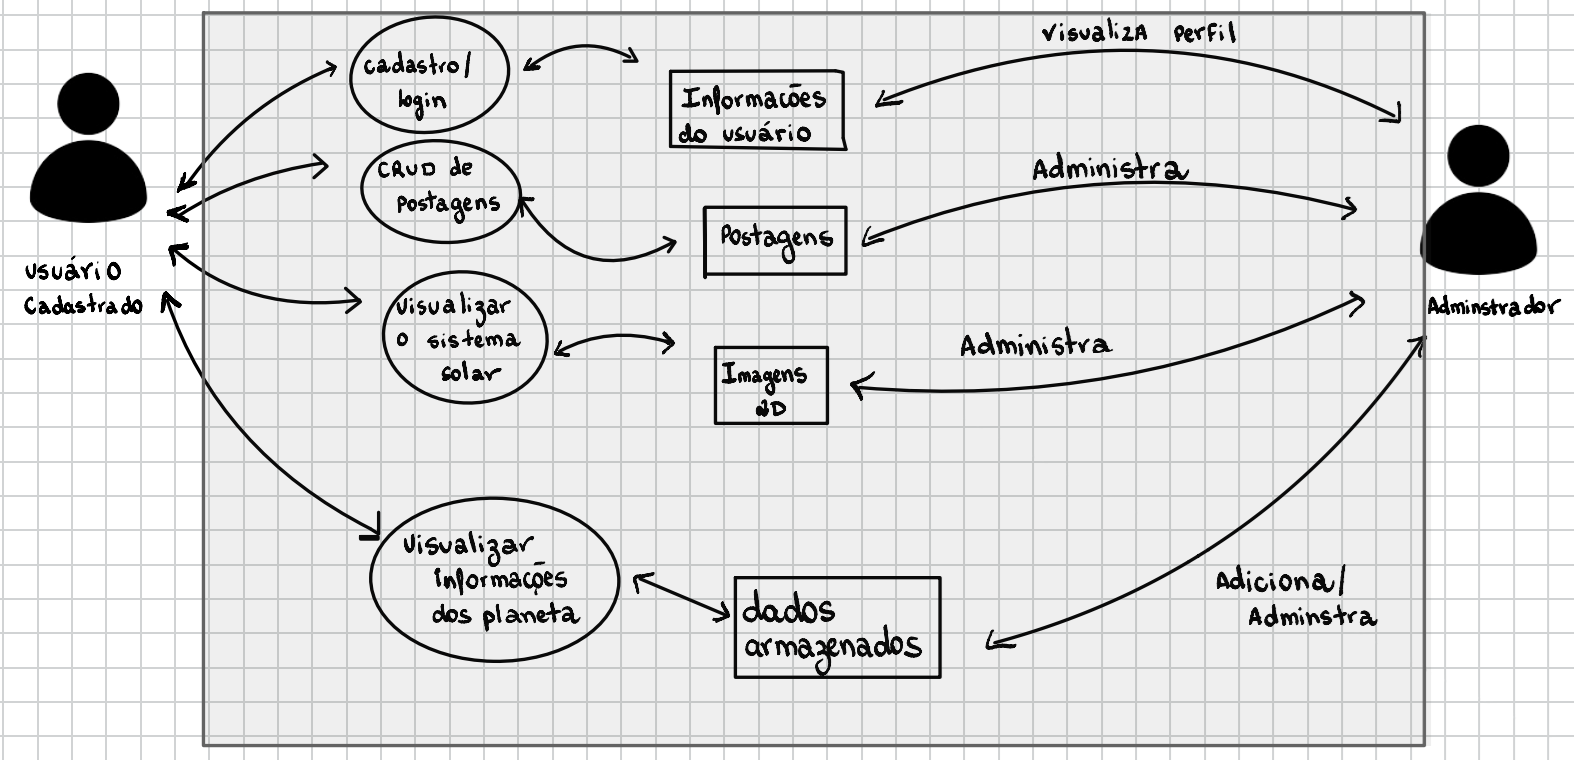 cadastro/
login
CRUD de
Postagens
Visualizar
o sistema
solar
Visualizar
informações
dos planeta
Informacões
do usuário
Postagens
Imagens
2D
dados
armazenados
VisualizA Perfil
Administra
Administra
Adiciona/
Adminstra
usuário
Cadastrado
Adminstrador